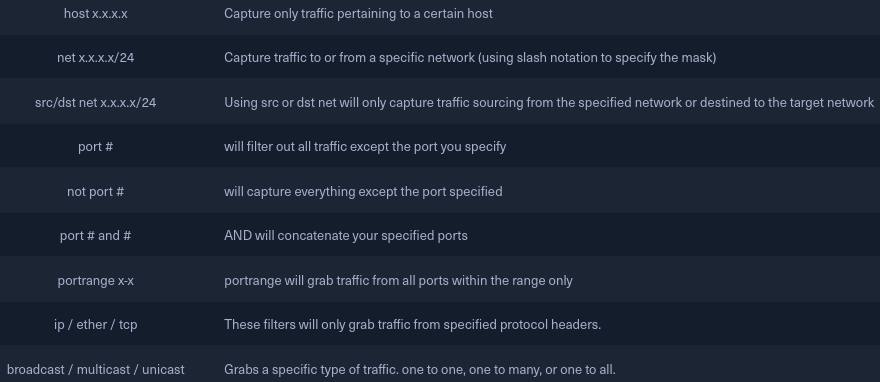 host x.x.x.x Capture only traffic pertaining to a certain host
net x.x.x.x/24 Capture traffic to or from a specific network (using slash notation to specify the mask)
src/dst net x.x.x.x/24 Using src or dst net will only capture traffic sourcing from the specified network or destined to the target network
port # will filter out all traffic except the port you specify
not port # will capture everything except the port specified
port # and # AND will concatenate your specified ports
portrange x-x portrange will grab traffic from all ports within the range only
ip / ether / tcp These filters will only grab traffic from specified protocol headers.
broadcast / multicast / unicast Grabs a specific type of traffic. one to one, one to many, or one to all.